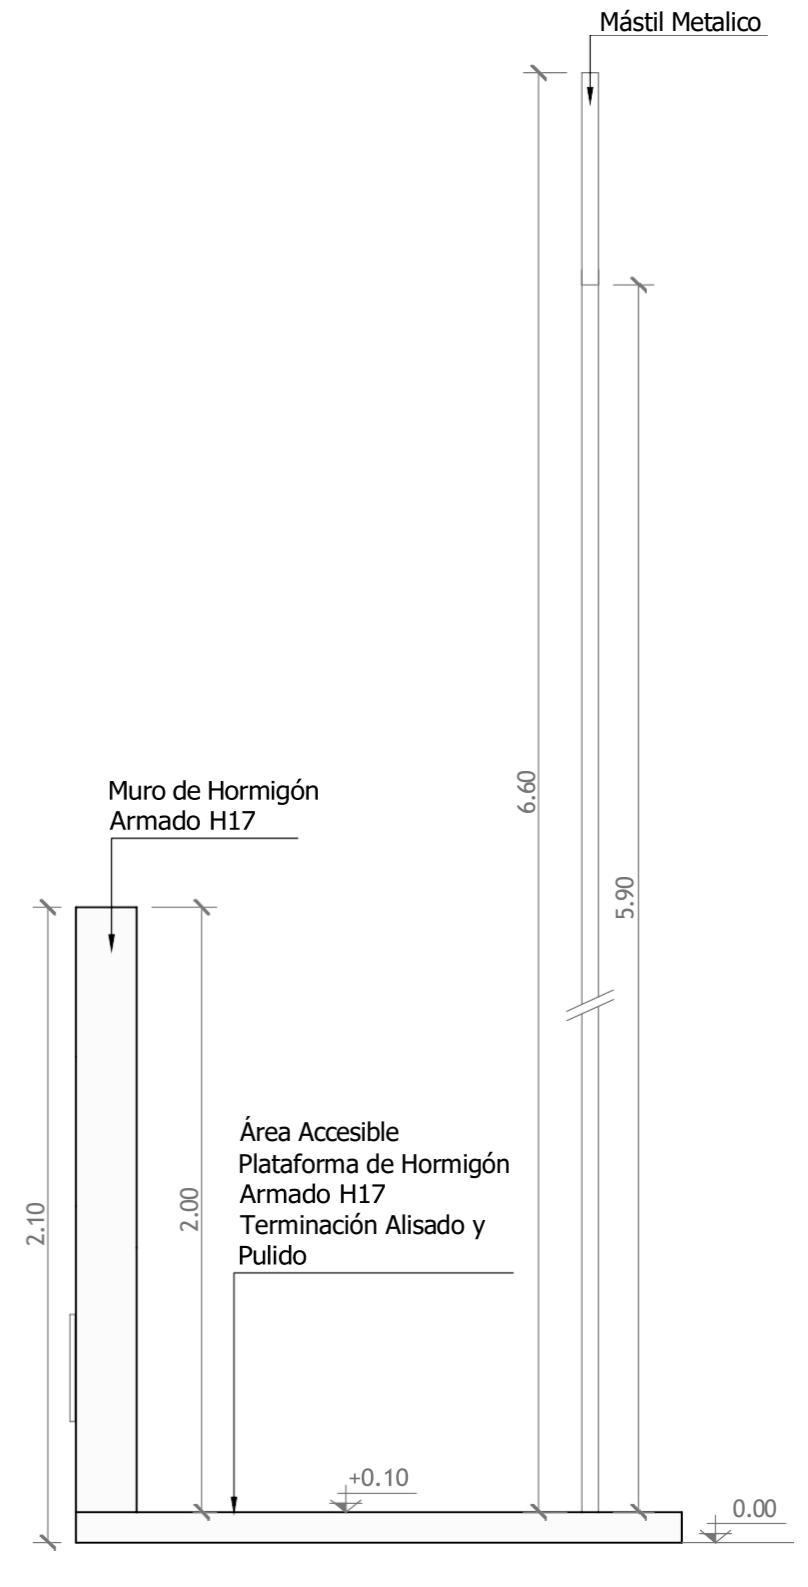 Mástil Metalico
6.60
5.90
Muro de Hormigón
Armado H17
2.10
2.00
Área Accesible
Plataforma de Hormigón
Armado H17
Terminación Alisado y
Pulido
+0.10
0.00